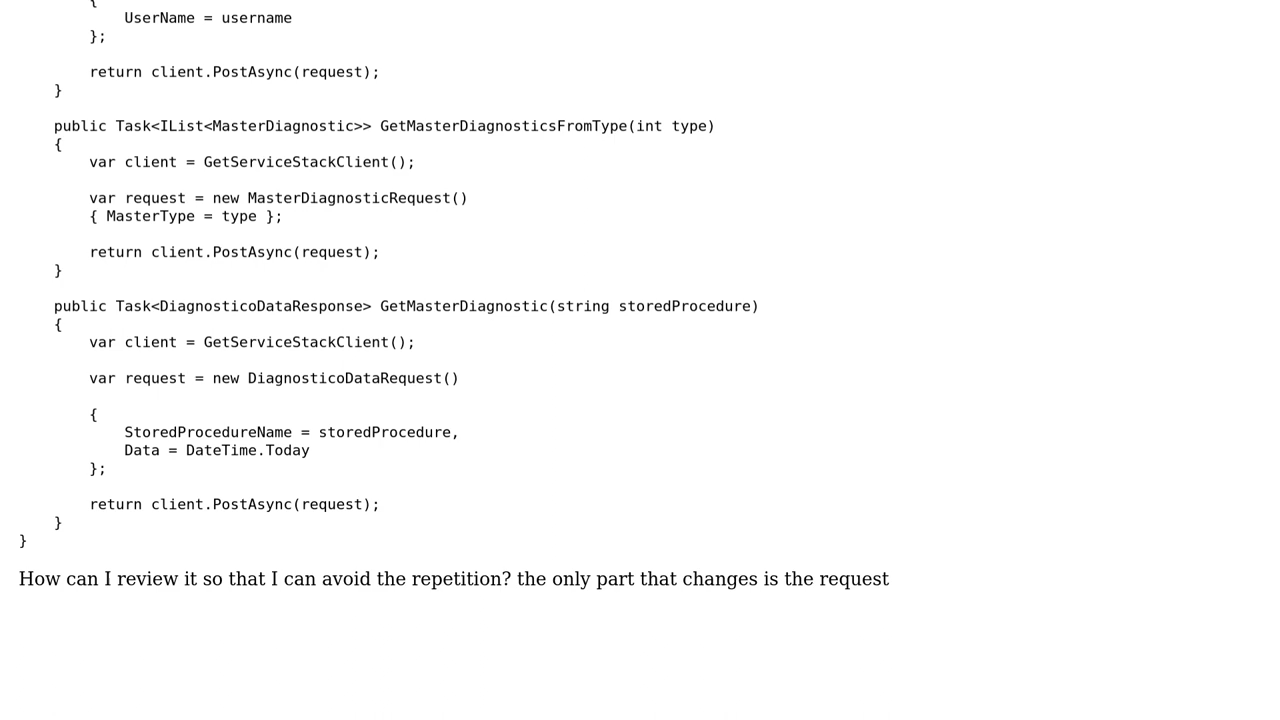 {
UserName = username
};
return client.PostAsync(request);
}
public Task<IList<MasterDiagnostic>> GetMasterDiagnosticsFromType(int type)
{
var client = GetServiceStackClient();
var request = new MasterDiagnosticRequest()
{ MasterType = type };
return client.PostAsync(request);
}
public Task<DiagnosticoDataResponse> GetMasterDiagnostic(string storedProcedure)
{
var client = GetServiceStackClient();
var request = new DiagnosticoDataRequest()
{
StoredProcedureName = storedProcedure,
Data = DateTime.Today
};
return client.PostAsync(request);
}
}
How can I review it so that I can avoid the repetition? the only part that changes is the request